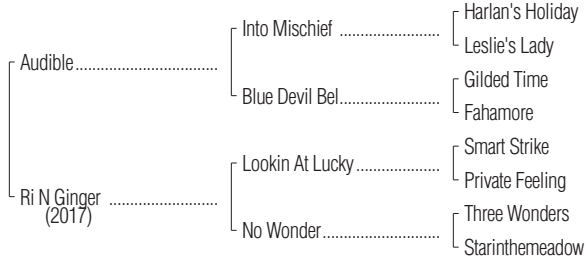 Harlan's Holiday
Into Mischief ......................
Leslie's Lady
Audible................................
Gilded Time
Blue Devil Bel......................
Fahamore
Smart Strike
Lookin At Lucky..................
Private Feeling
Ri N Ginger ........................
(2017)
Three Wonders
No Wonder..........................
Starinthemeadow